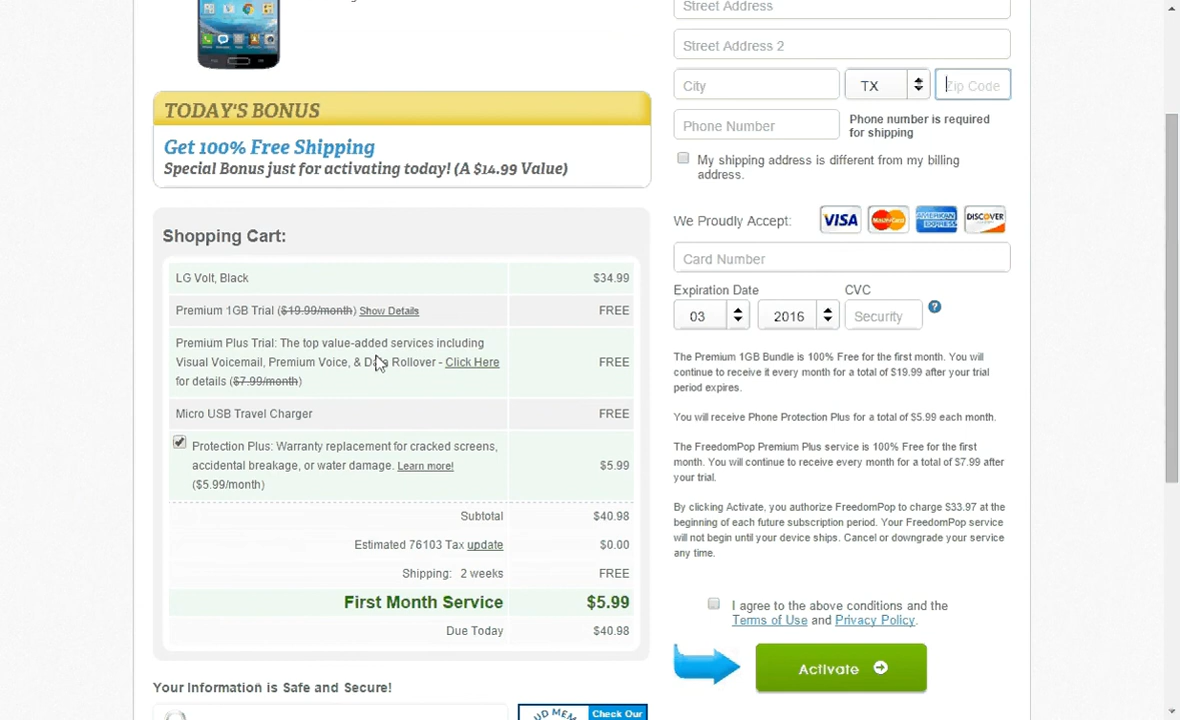 Street Address
Street Address 2
City
TX
Zip Code
Phone Number
Phone number is required
for shipping
My shipping address is different from my billing
address.
TODAY'S BONUS
Get 100% Free Shipping
Special Bonus just for activating today! (A $14.99 Value)
Shopping Cart:
LG Volt, Black $34.99
Premium 1GB Trial ($19.99/month) Show Details FREE
Premium Plus Trial: The top value-added services including
Visual Voicemail, Premium Voice, & Data Rollover - Click Here
for details ($7.99/month)
FREE
Micro USB Travel Charger FREE
Protection Plus: Warranty replacement for cracked screens,
accidental breakage, or water damage. Learn more!
($5.99/month)
$5.99
Subtotal $40.98
Estimated 76103 Tax update $0.00
Shipping: 2 weeks FREE
First Month Service $5.99
Due Today $40.98
Your Information is Safe and Secure!
Check Our
We Proudly Accept: VISA MasterCard AMERICAN EXPRESS DISCOVER
Card Number
Expiration Date CVC
03 2016 Security ?
The Premium 1GB Bundle is 100% Free for the first month. You will
continue to receive it every month for a total of $19.99 after your trial
period expires.
You will receive Phone Protection Plus for a total of $5.99 each month.
The FreedomPop Premium Plus service is 100% Free for the first
month. You will continue to receive every month for a total of $7.99 after
your trial.
By clicking Activate, you authorize FreedomPop to charge $33.97 at the
beginning of each future subscription period. Your FreedomPop service
will not begin until your device ships. Cancel or downgrade your service
any time.
I agree to the above conditions and the
Terms of Use and Privacy Policy.
Activate